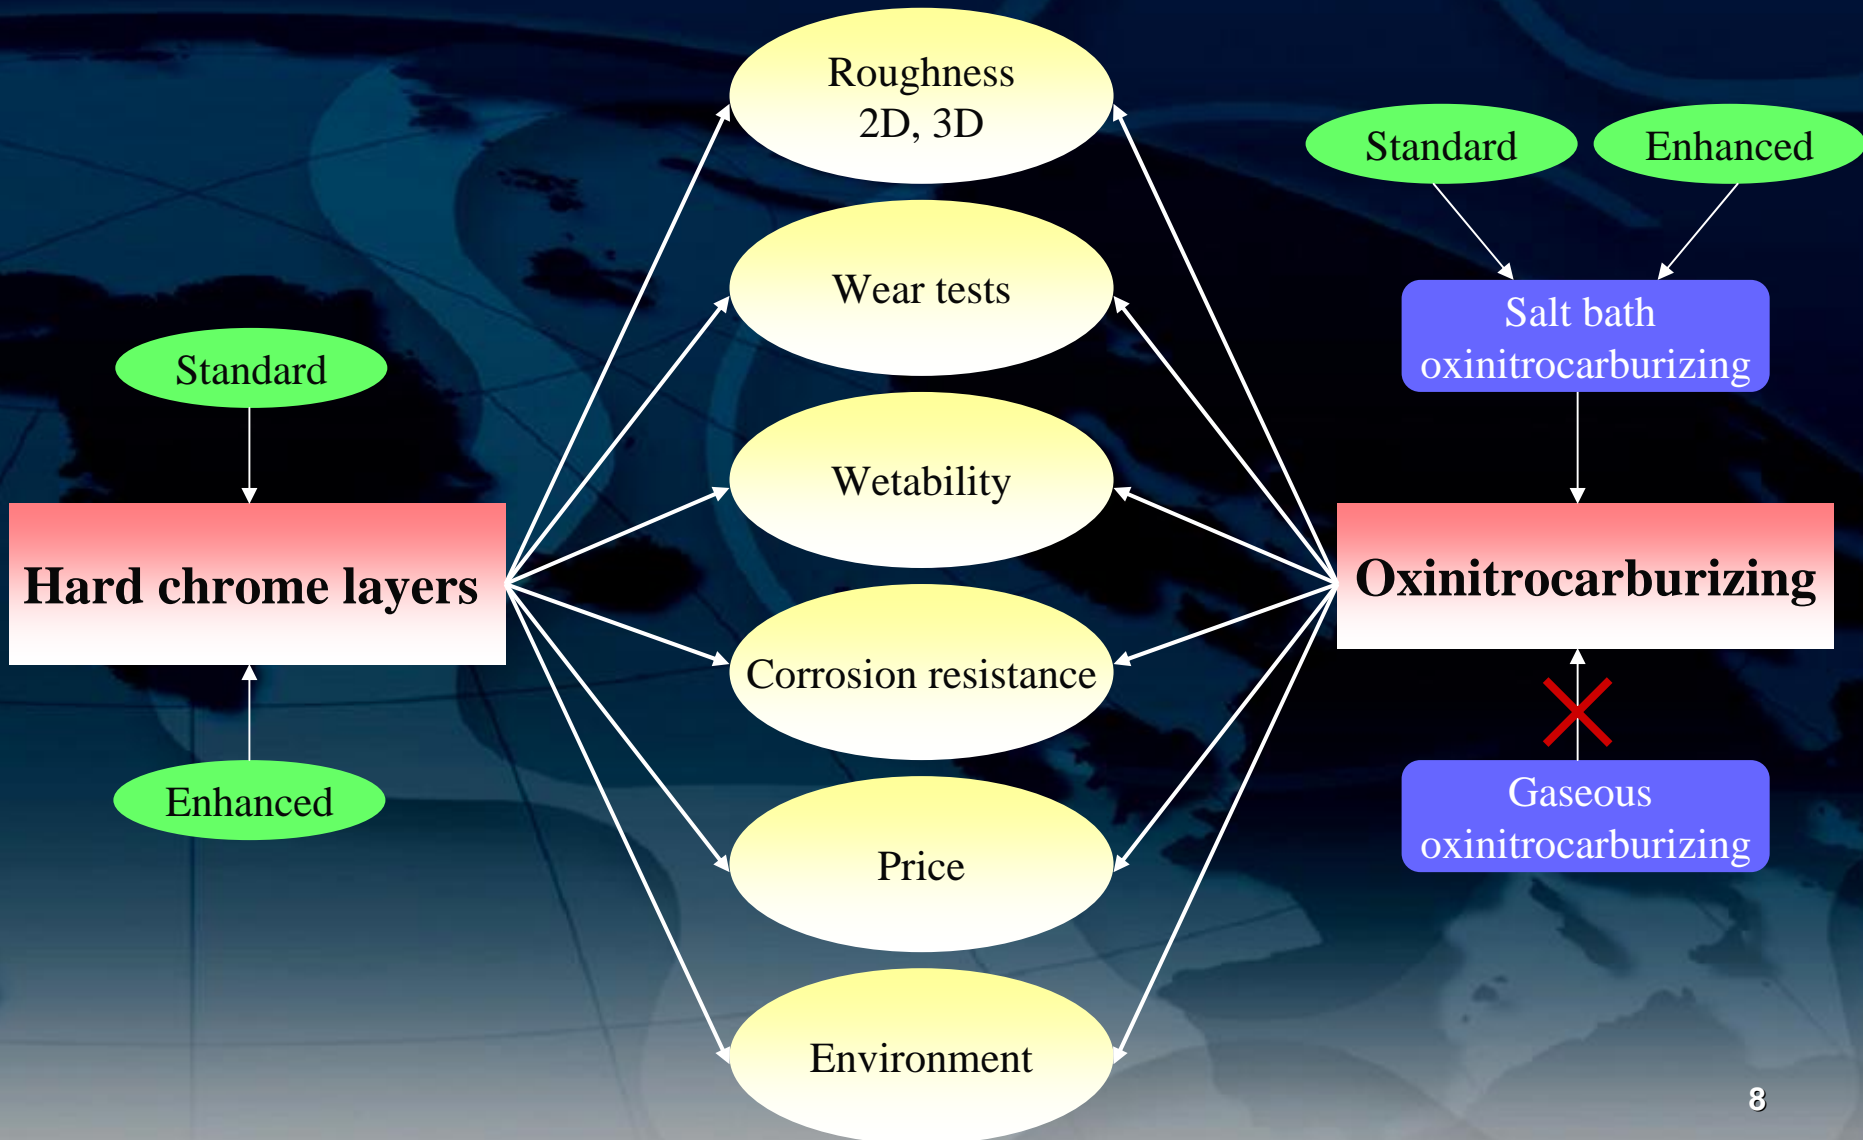 Roughness
2D, 3D
Wear tests
Wetability
Corrosion resistance
Price
Environment
Standard
Hard chrome layers
Enhanced
Standard
Enhanced
Salt bath
oxinitrocarburizing
Oxinitrocarburizing
Gaseous
oxinitrocarburizing
8